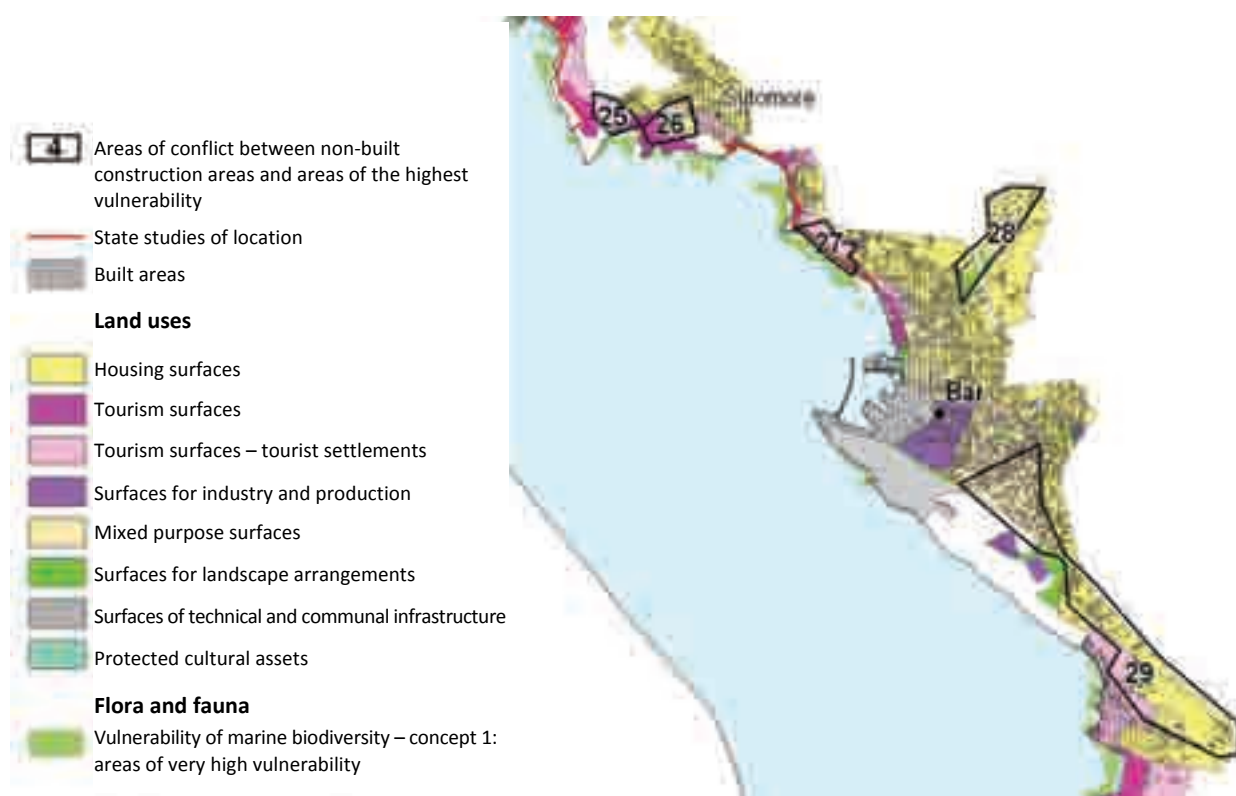 4
Areas of conflict between non-built
construction areas and areas of the highest
vulnerability
State studies of location
Built areas
Land uses
Housing surfaces
Tourism surfaces
Tourism surfaces – tourist settlements
Surfaces for industry and production
Mixed purpose surfaces
Surfaces for landscape arrangements
Surfaces of technical and communal infrastructure
Protected cultural assets
Flora and fauna
Vulnerability of marine biodiversity – concept 1:
areas of very high vulnerability
Sutomore
25
26
27
28
Bar
29